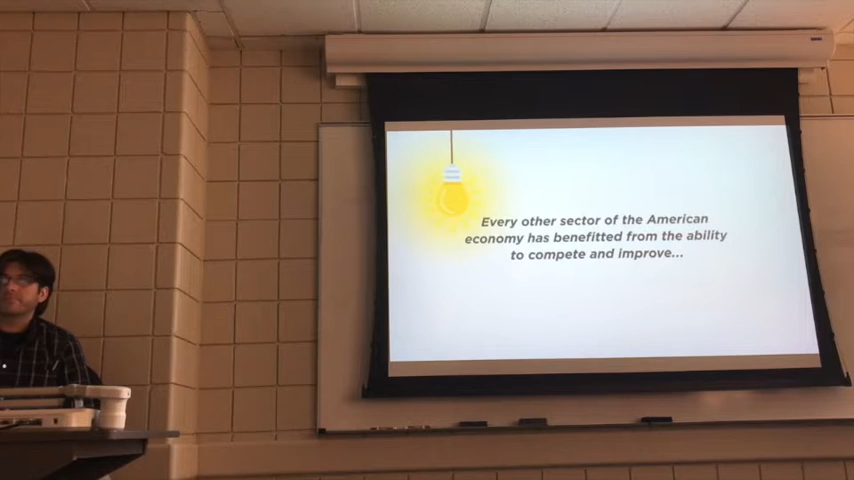 Every other sector of the American
economy has benefitted from the ability
to compete and improve...